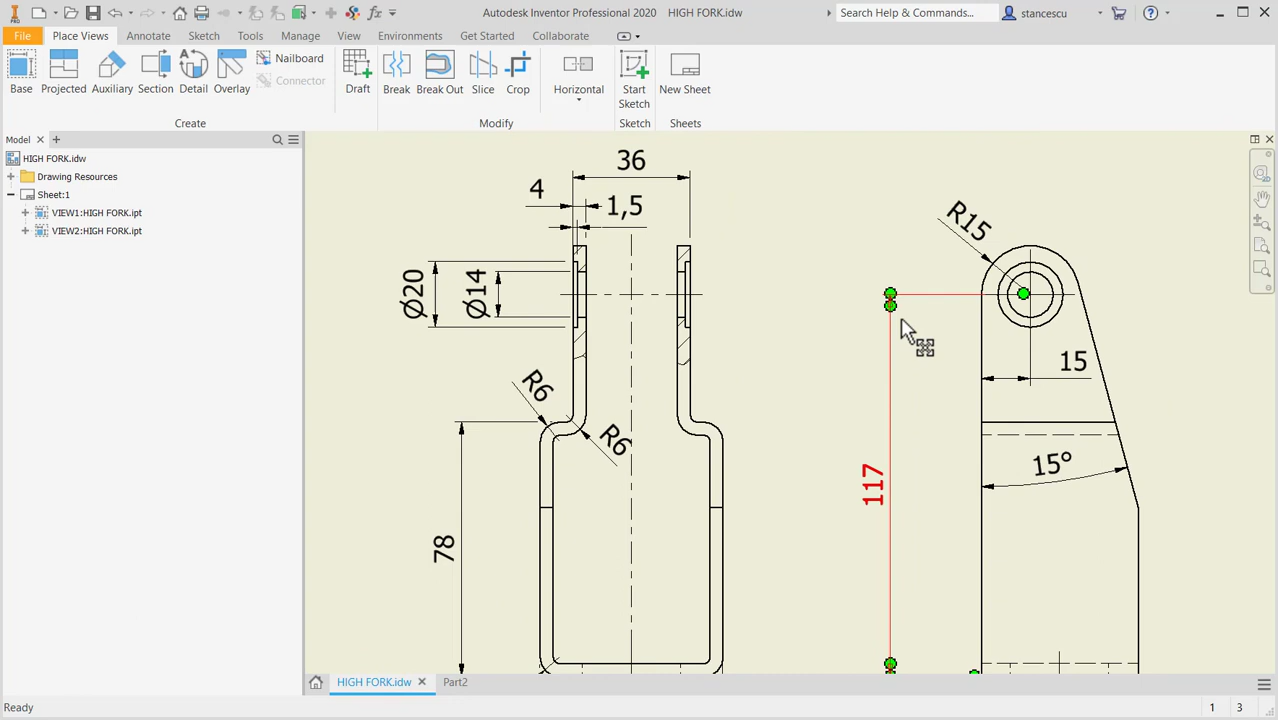 PRO
Autodesk Inventor Professional 2020 HIGH FORK.idw
Search Help & Commands...
stancescu
File Place Views Annotate Sketch Tools Manage View Environments Get Started Collaborate
Base
Projected
Auxiliary
Section
Detail
Overlay
Nailboard
Connector
Draft
Break
Break Out
Slice
Crop
Horizontal
Start
Sketch
New Sheet
Create
Modify
Sketch
Sheets
Model
HIGH FORK.idw
Drawing Resources
Sheet:1
VIEW1:HIGH FORK.ipt
VIEW2:HIGH FORK.ipt
36
4
1,5
Ø20
Ø14
R6
R6
78
R15
15
15°
117
HIGH FORK.idw
Part2
Ready
1 3